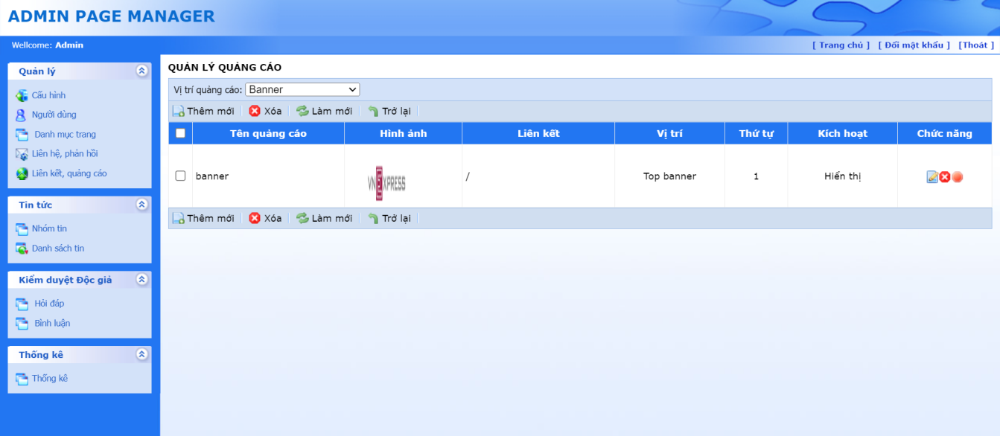 ADMIN PAGE MANAGER
Wellcome: Admin
[ Trang chủ ] [ Đổi mật khẩu ] [Thoát ]
Quản lý
Cấu hình
Người dùng
Danh mục trang
Liên hệ, phản hồi
Liên kết, quảng cáo
Tin tức
Nhóm tin
Danh sách tin
Kiểm duyệt Độc giả
Hỏi đáp
Bình luận
Thống kê
Thống kê
QUẢN LÝ QUẢNG CÁO
Vị trí quảng cáo: Banner
Thêm mới Xóa Làm mới Trở lại
Tên quảng cáo Hình ảnh Liên kết Vị trí Thứ tự Kích hoạt Chức năng
banner VNEXPRESS / Top banner 1 Hiển thị
Thêm mới Xóa Làm mới Trở lại